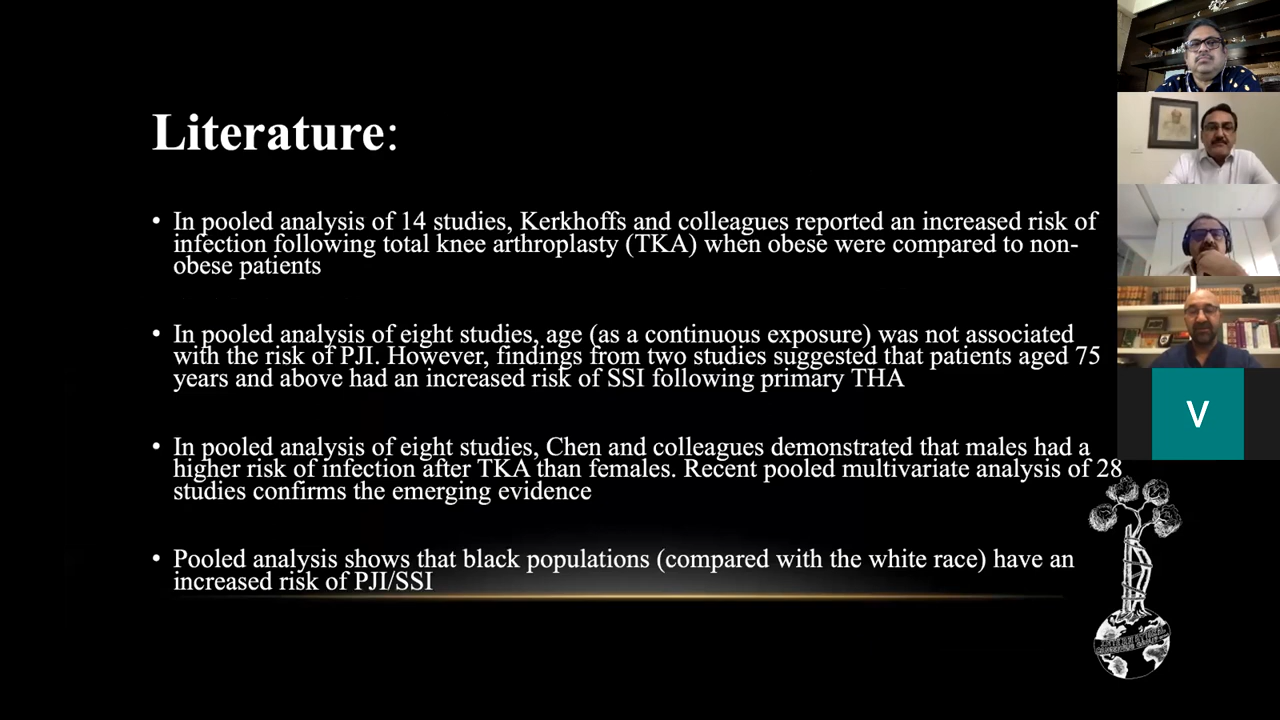 Literature:
• In pooled analysis of 14 studies, Kerkhoffs and colleagues reported an increased risk of
infection following total knee arthroplasty (TKA) when obese were compared to non-
obese patients
• In pooled analysis of eight studies, age (as a continuous exposure) was not associated
with the risk of PJI. However, findings from two studies suggested that patients aged 75
years and above had an increased risk of SSI following primary THA
• In pooled analysis of eight studies, Chen and colleagues demonstrated that males had a
higher risk of infection after TKA than females. Recent pooled multivariate analysis of 28
studies confirms the emerging evidence
• Pooled analysis shows that black populations (compared with the white race) have an
increased risk of PJI/SSI
V